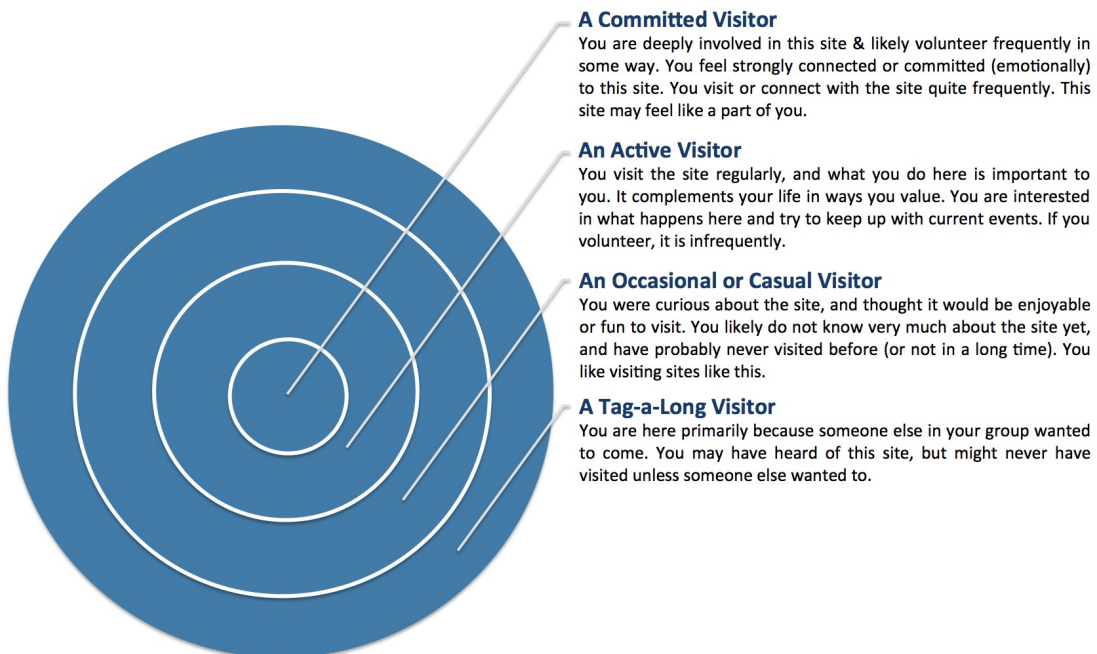 A Committed Visitor
You are deeply involved in this site & likely volunteer frequently in
some way. You feel strongly connected or committed (emotionally)
to this site. You visit or connect with the site quite frequently. This
site may feel like a part of you.
An Active Visitor
You visit the site regularly, and what you do here is important to
you. It complements your life in ways you value. You are interested
in what happens here and try to keep up with current events. If you
volunteer, it is infrequently.
An Occasional or Casual Visitor
You were curious about the site, and thought it would be enjoyable
or fun to visit. You likely do not know very much about the site yet,
and have probably never visited before (or not in a long time). You
like visiting sites like this.
A Tag-a-Long Visitor
You are here primarily because someone else in your group wanted
to come. You may have heard of this site, but might never have
visited unless someone else wanted to.